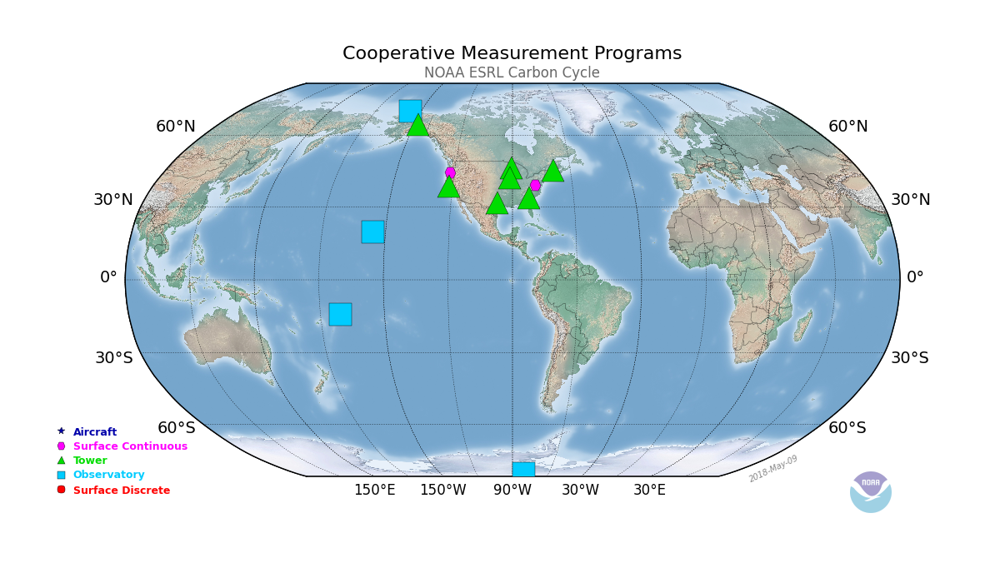 Cooperative Measurement Programs
NOAA ESRL Carbon Cycle
60°N
60°N
30°N
30°N
0°
0°
30°S
30°S
60°S
60°S
Aircraft
Surface Continuous
Tower
Observatory
Surface Discrete
150°E 150°W 90°W 30°W 30°E
2018-May-09
NOAA